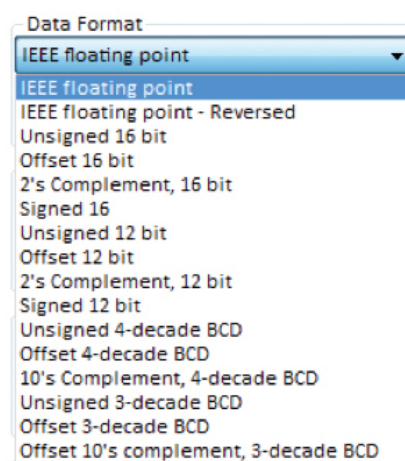 Data Format
IEEE floating point
IEEE floating point
IEEE floating point - Reversed
Unsigned 16 bit
Offset 16 bit
2's Complement, 16 bit
Signed 16
Unsigned 12 bit
Offset 12 bit
2's Complement, 12 bit
Signed 12 bit
Unsigned 4-decade BCD
Offset 4-decade BCD
10's Complement, 4-decade BCD
Unsigned 3-decade BCD
Offset 3-decade BCD
Offset 10's complement, 3-decade BCD